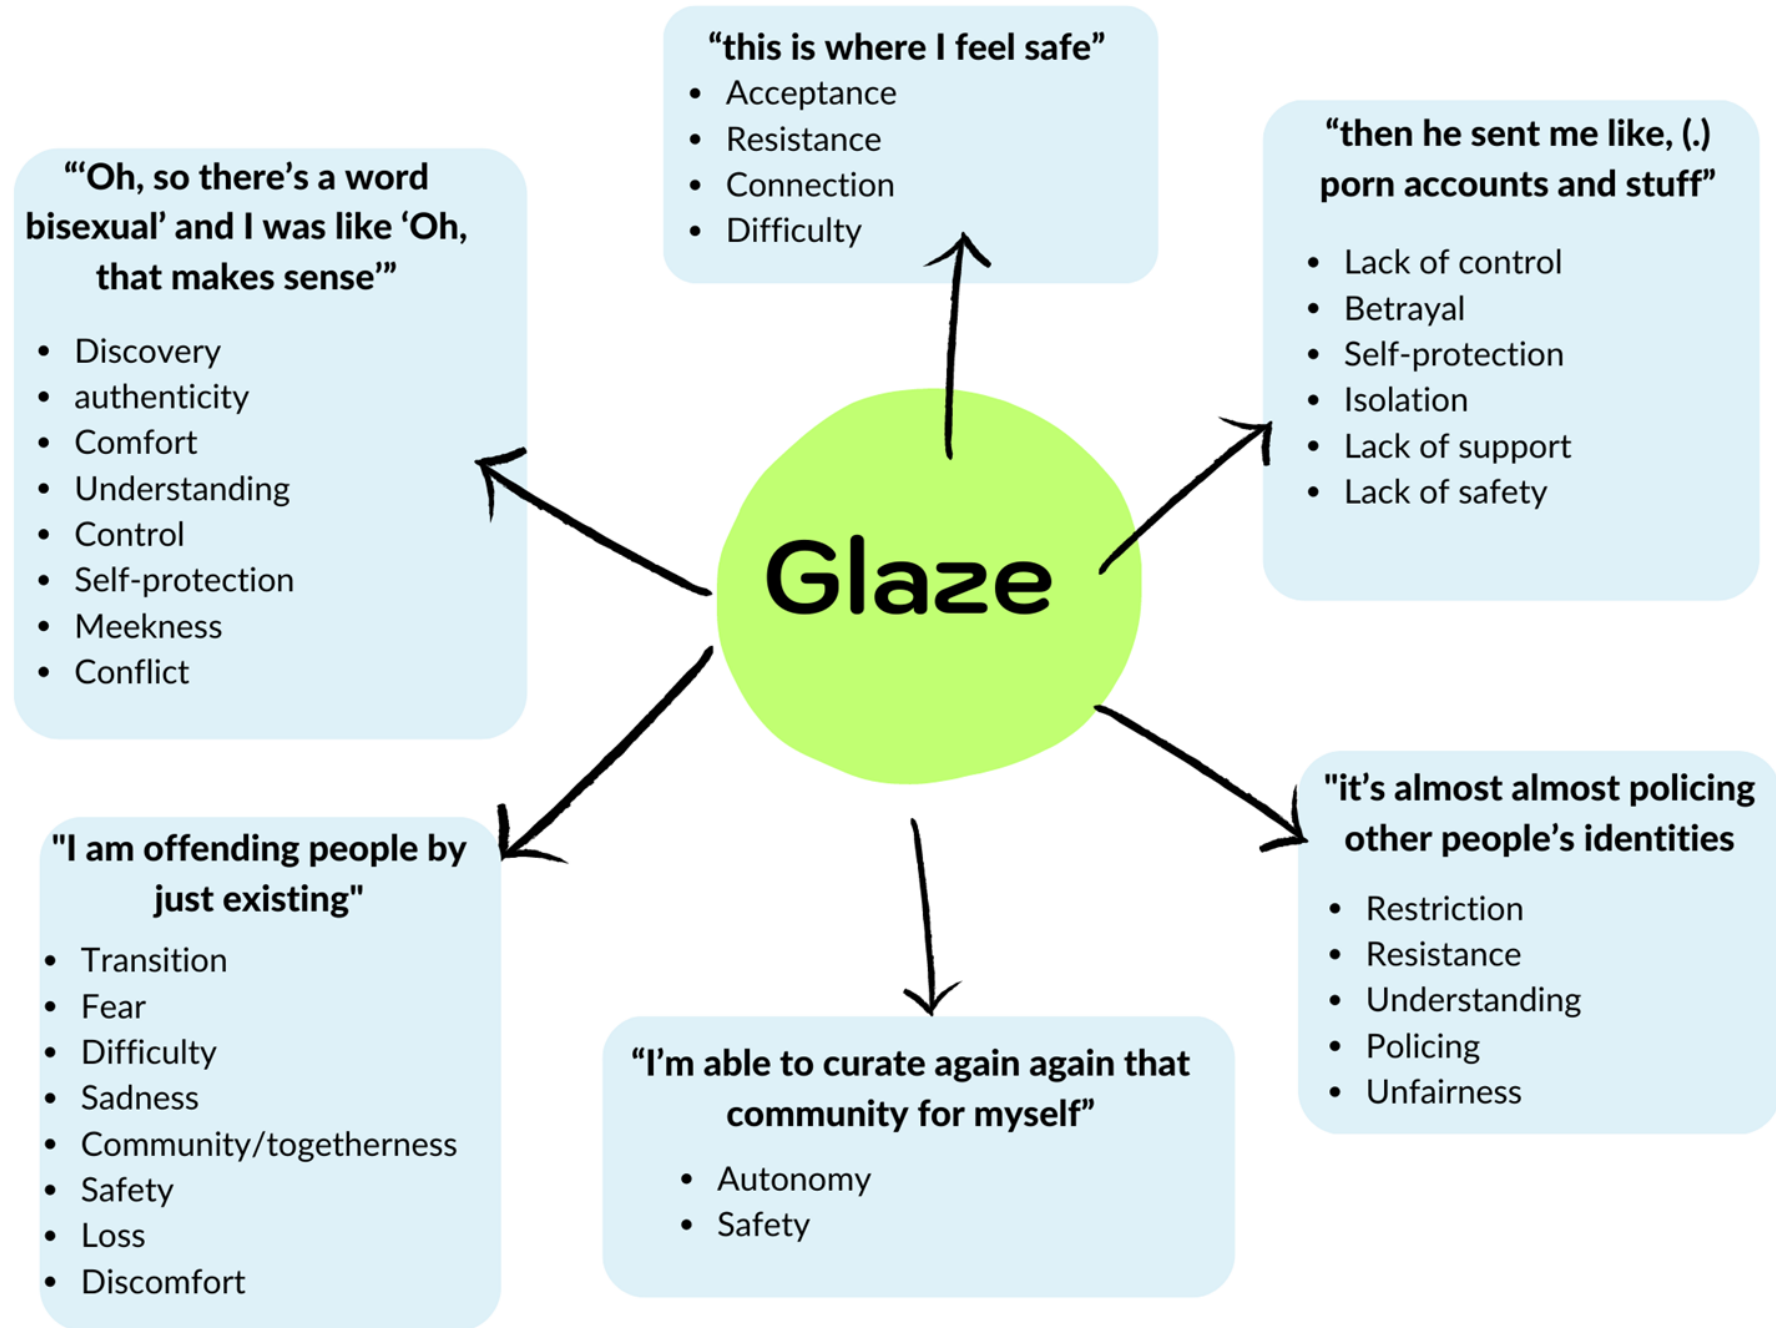 “this is where I feel safe”
• Acceptance
• Resistance
• Connection
• Difficulty
“then he sent me like, (.)
porn accounts and stuff”
• Lack of control
• Betrayal
• Self-protection
• Isolation
• Lack of support
• Lack of safety
“‘Oh, so there’s a word
bisexual’ and I was like ‘Oh,
that makes sense’”
• Discovery
• authenticity
• Comfort
• Understanding
• Control
• Self-protection
• Meekness
• Conflict
Glaze
"I am offending people by
just existing"
• Transition
• Fear
• Difficulty
• Sadness
• Community/togetherness
• Safety
• Loss
• Discomfort
“I’m able to curate again again that
community for myself”
• Autonomy
• Safety
"it’s almost almost policing
other people’s identities
• Restriction
• Resistance
• Understanding
• Policing
• Unfairness